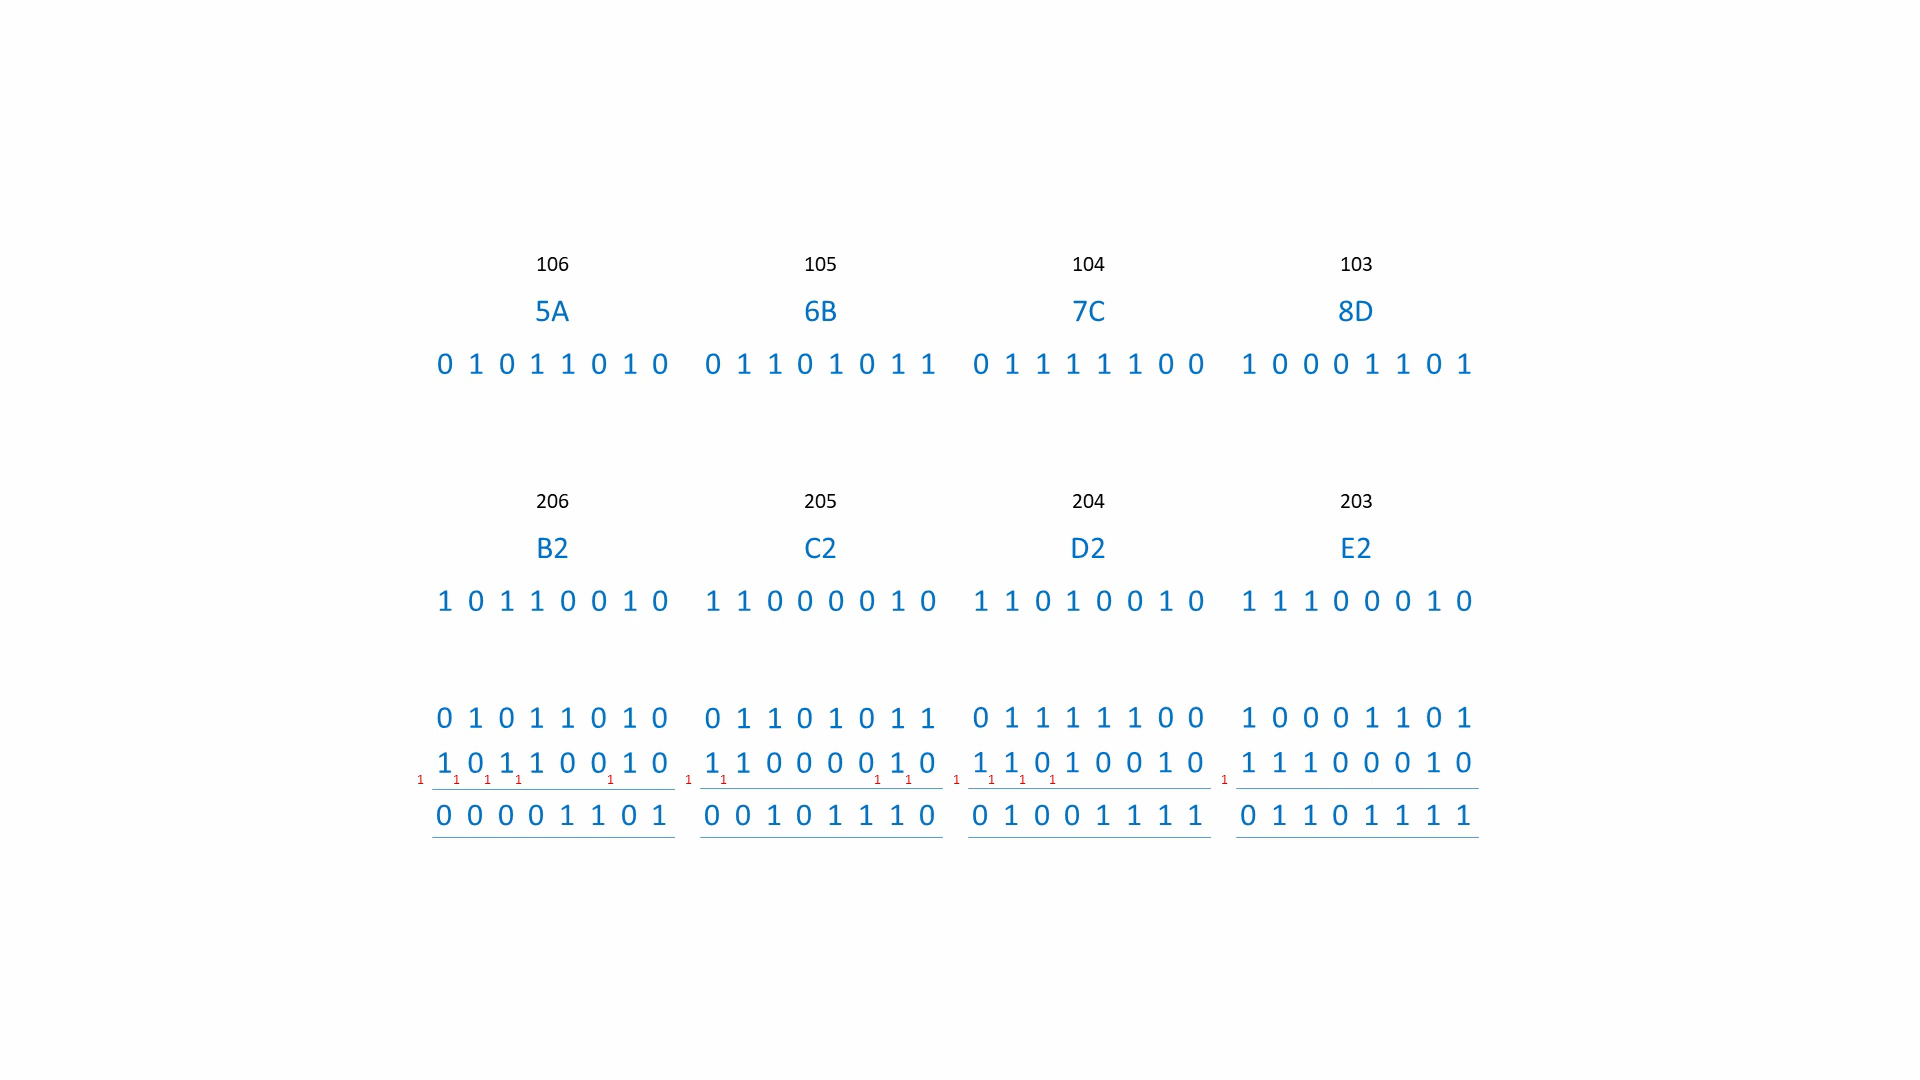 106 105 104 103
5A 6B 7C 8D
0 1 0 1 1 0 1 0 0 1 1 0 1 0 1 1 0 1 1 1 1 1 0 0 1 0 0 0 1 1 0 1
206 205 204 203
B2 C2 D2 E2
1 0 1 1 0 0 1 0 1 1 0 0 0 0 1 0 1 1 0 1 0 0 1 0 1 1 1 0 0 0 1 0
0 1 0 1 1 0 1 0 0 1 1 0 1 0 1 1 0 1 1 1 1 1 0 0 1 0 0 0 1 1 0 1
1 0 1 1 0 0 1 0 1 1 0 0 0 0 1 0 1 1 0 1 0 0 1 0 1 1 1 0 0 0 1 0
1 1 1 1 1 1 1 1 1 1 1 1 1 1
0 0 0 0 1 1 0 1 0 0 1 0 1 1 1 0 0 1 0 0 1 1 1 1 0 1 1 0 1 1 1 1